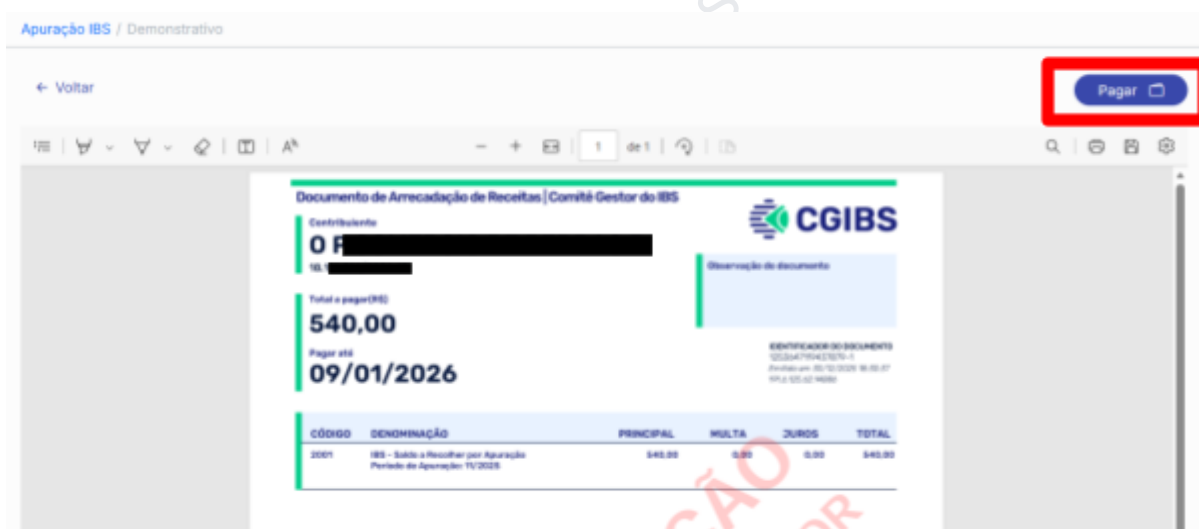 Apuração IBS / Demonstrativo
← Voltar
Pagar
1 de 1
Documento de Arrecadação de Receitas | Comitê Gestor do IBS
CGIBS
Contribuinte
0
Observação do documento
Total a pagar(R$)
540,00
Pagar até
09/01/2026
IDENTIFICADOR DO DOCUMENTO
CÓDIGO DENOMINAÇÃO PRINCIPAL MULTA JUROS TOTAL
2001 IBS - Saldo a Recolher por Apuração 540,00 0,00 0,00 540,00
Período de Apuração: 11/2025